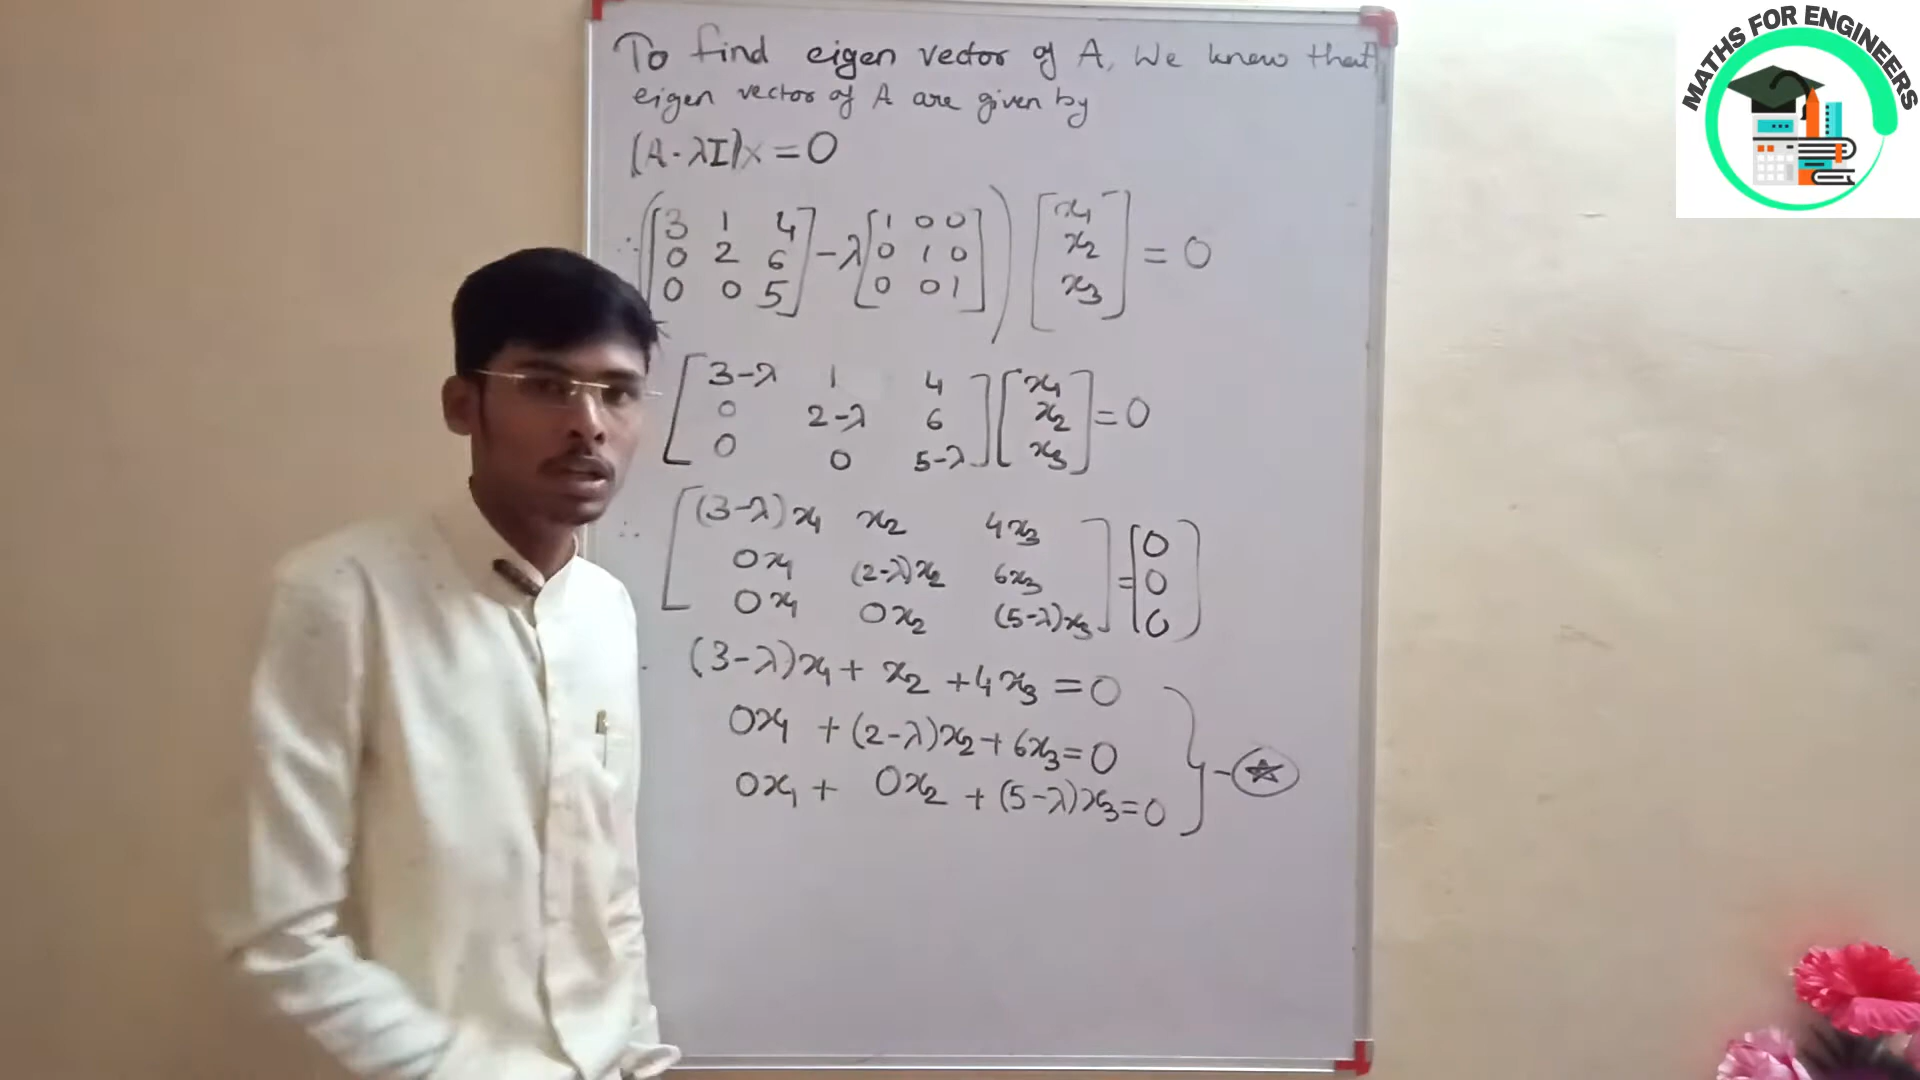 To find eigen vector of A, We know that
eigen vector of A are given by
(A-λI)x = 0
∴ ([3 1 4] - λ[1 0 0]) [x₁]
[0 2 6] [0 1 0] [x₂] = 0
[0 0 5] [0 0 1] [x₃]
[3-λ 1 4] [x₁]
[0 2-λ 6] [x₂] = 0
[0 0 5-λ] [x₃]
∴ [(3-λ)x₁ x₂ 4x₃] [0]
[0x₁ (2-λ)x₂ 6x₃] = [0]
[0x₁ 0x₂ (5-λ)x₃] [0]
(3-λ)x₁ + x₂ + 4x₃ = 0
0x₁ + (2-λ)x₂ + 6x₃ = 0
0x₁ + 0x₂ + (5-λ)x₃ = 0 } - ☆
MATHS FOR ENGINEERS